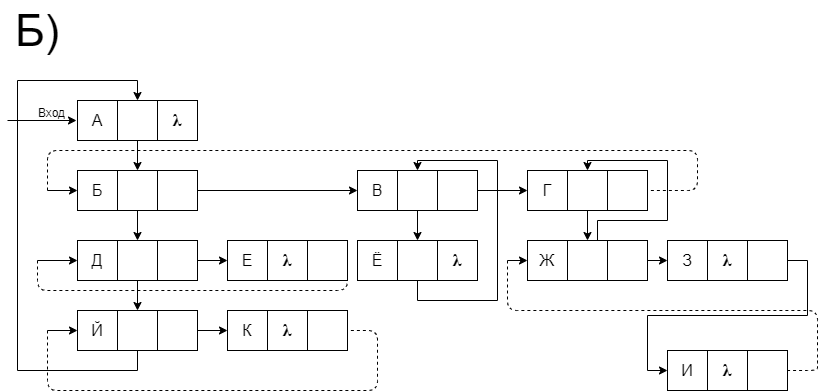 Б)
Вход
А λ
Б В Г
Д Е λ Ё λ Ж З λ
Й К λ
И λ